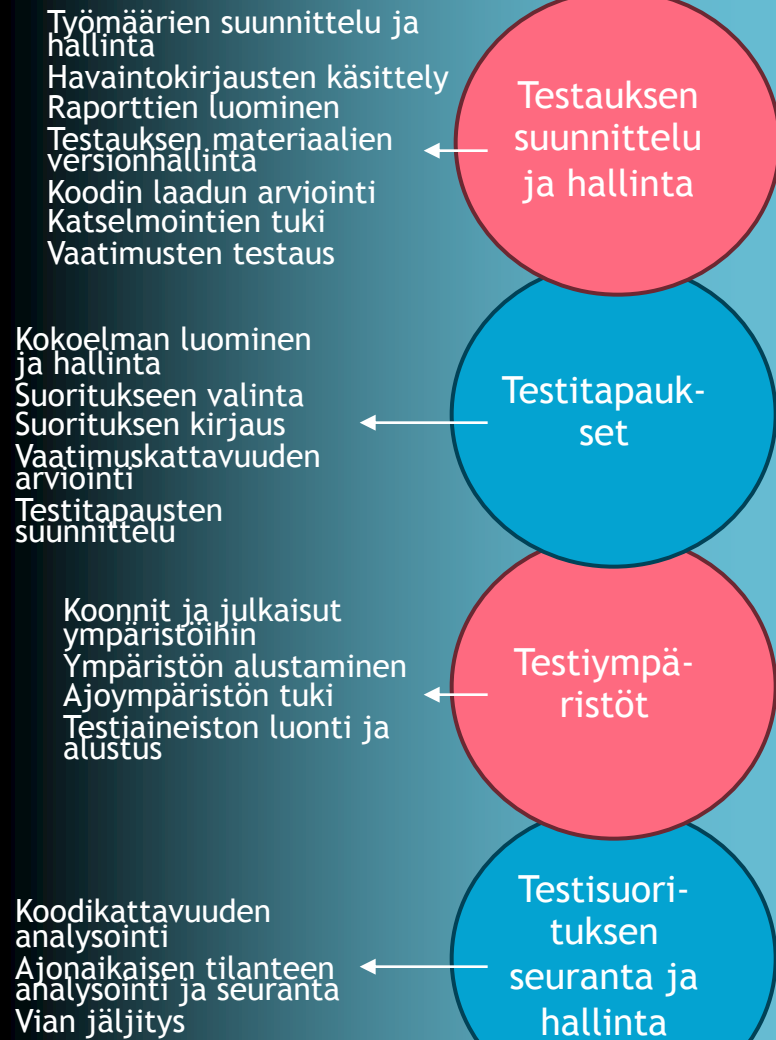 Työmäärien suunnittelu ja
hallinta
Havaintokirjausten käsittely
Raporttien luominen
Testauksen materiaalien
versionhallinta
Koodin laadun arviointi
Katselmointien tuki
Vaatimusten testaus
Testauksen
suunnittelu
ja hallinta
Kokoelman luominen
ja hallinta
Suoritukseen valinta
Suorituksen kirjaus
Vaatimuskattavuuden
arviointi
Testitapausten
suunnittelu
Testitapauk-
set
Koonnit ja julkaisut
ympäristöihin
Ympäristön alustaminen
Ajoympäristön tuki
Testiaineiston luonti ja
alustus
Testiympä-
ristöt
Koodikattavuuden
analysointi
Ajonaikaisen tilanteen
analysointi ja seuranta
Vian jäljitys
Testisuori-
tuksen
seuranta ja
hallinta